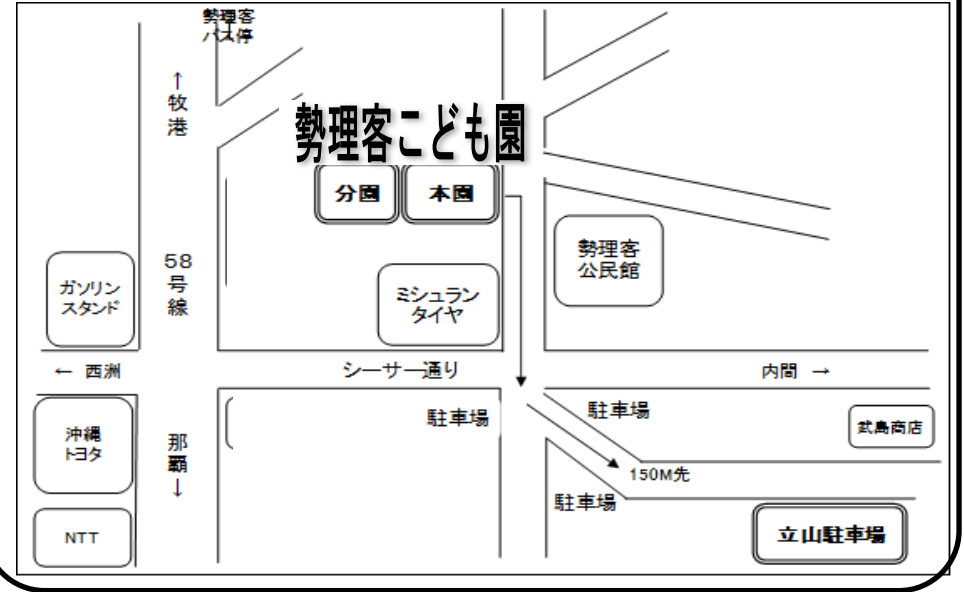 勢理客
バス停
↑
牧
港
勢理客こども園
分園
本園
勢理客
公民館
58
号
線
ガソリン
スタンド
ミシュラン
タイヤ
← 西洲
シーサー通り
内間 →
沖縄
トヨタ
那
覇
↓
駐車場
駐車場
武島商店
150M先
駐車場
NTT
立山駐車場